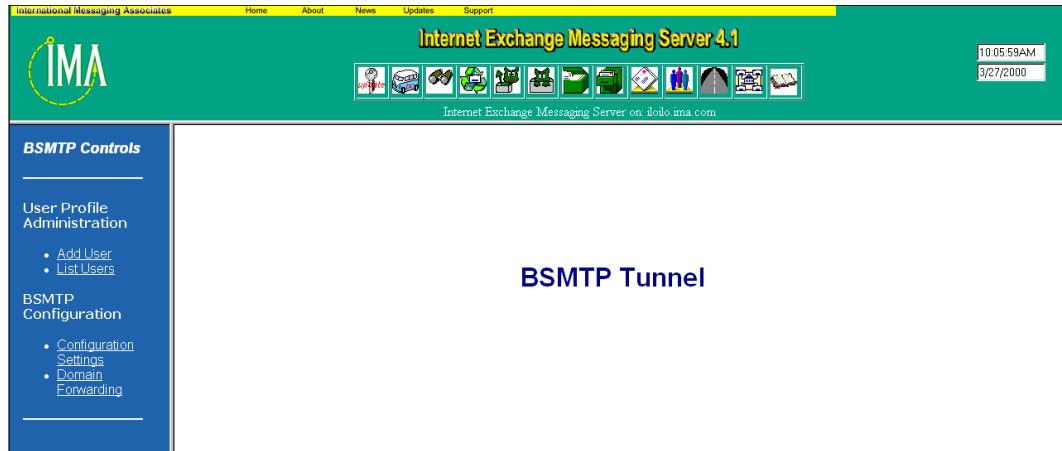 International Messaging Associates Home About News Updates Support
IMA
Internet Exchange Messaging Server 4.1
10:05:59AM
3/27/2000
update
Internet Exchange Messaging Server on: iloilo.ima.com
BSMTP Controls
User Profile
Administration
Add User
List Users
BSMTP
Configuration
Configuration
Settings
Domain
Forwarding
BSMTP Tunnel